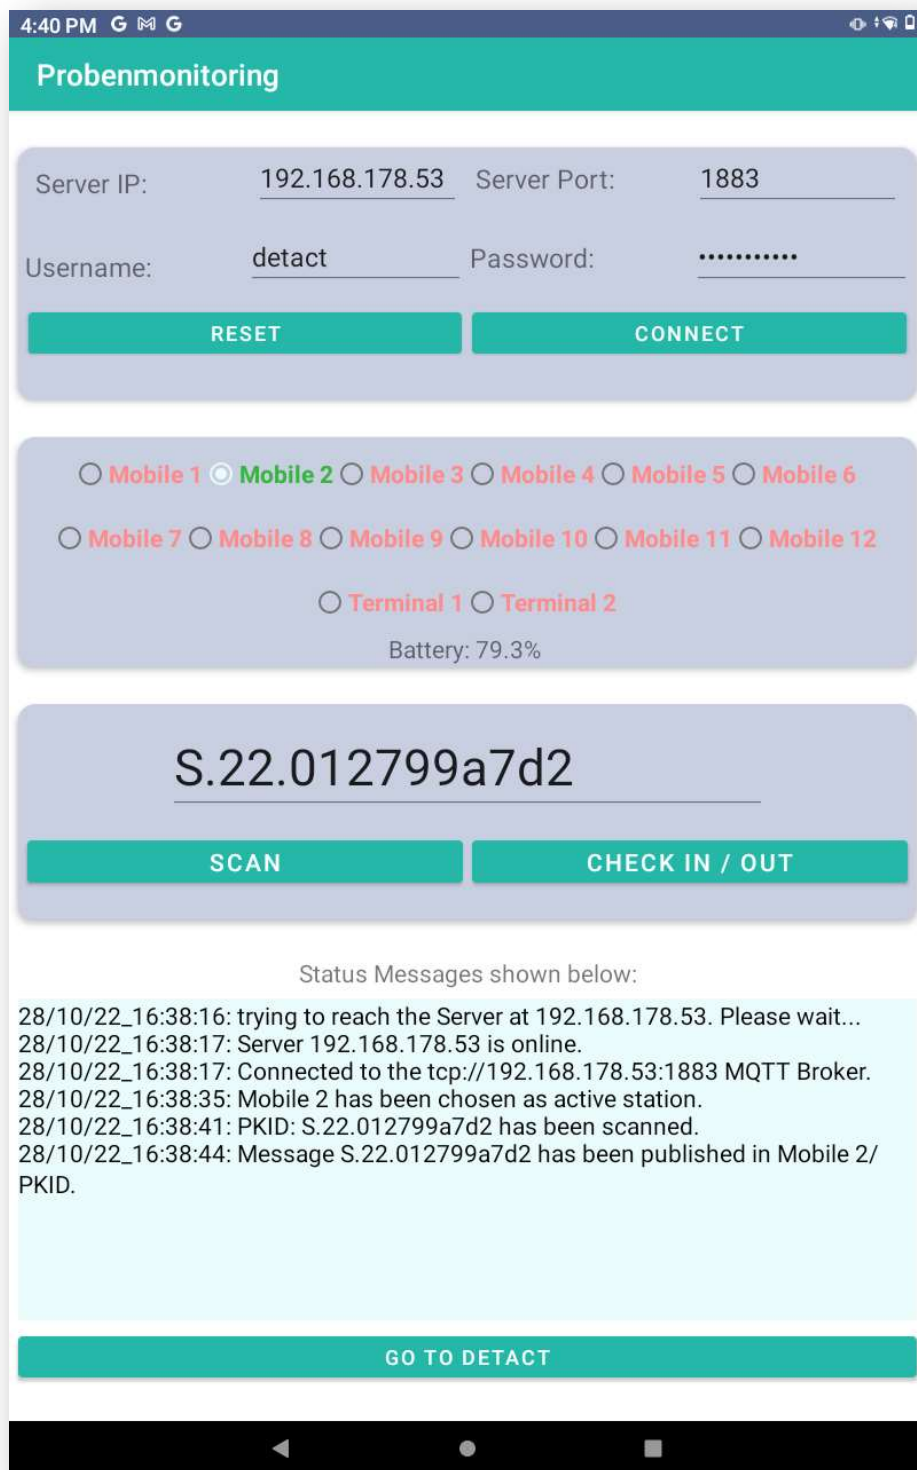 4:40 PM G M G
Probenmonitoring
Server IP: 192.168.178.53 Server Port: 1883
Username: detact Password: •••••••••••
RESET CONNECT
Mobile 1 Mobile 2 Mobile 3 Mobile 4 Mobile 5 Mobile 6
Mobile 7 Mobile 8 Mobile 9 Mobile 10 Mobile 11 Mobile 12
Terminal 1 Terminal 2
Battery: 79.3%
S.22.012799a7d2
SCAN CHECK IN / OUT
Status Messages shown below:
28/10/22_16:38:16: trying to reach the Server at 192.168.178.53. Please wait...
28/10/22_16:38:17: Server 192.168.178.53 is online.
28/10/22_16:38:17: Connected to the tcp://192.168.178.53:1883 MQTT Broker.
28/10/22_16:38:35: Mobile 2 has been chosen as active station.
28/10/22_16:38:41: PKID: S.22.012799a7d2 has been scanned.
28/10/22_16:38:44: Message S.22.012799a7d2 has been published in Mobile 2/
PKID.
GO TO DETACT